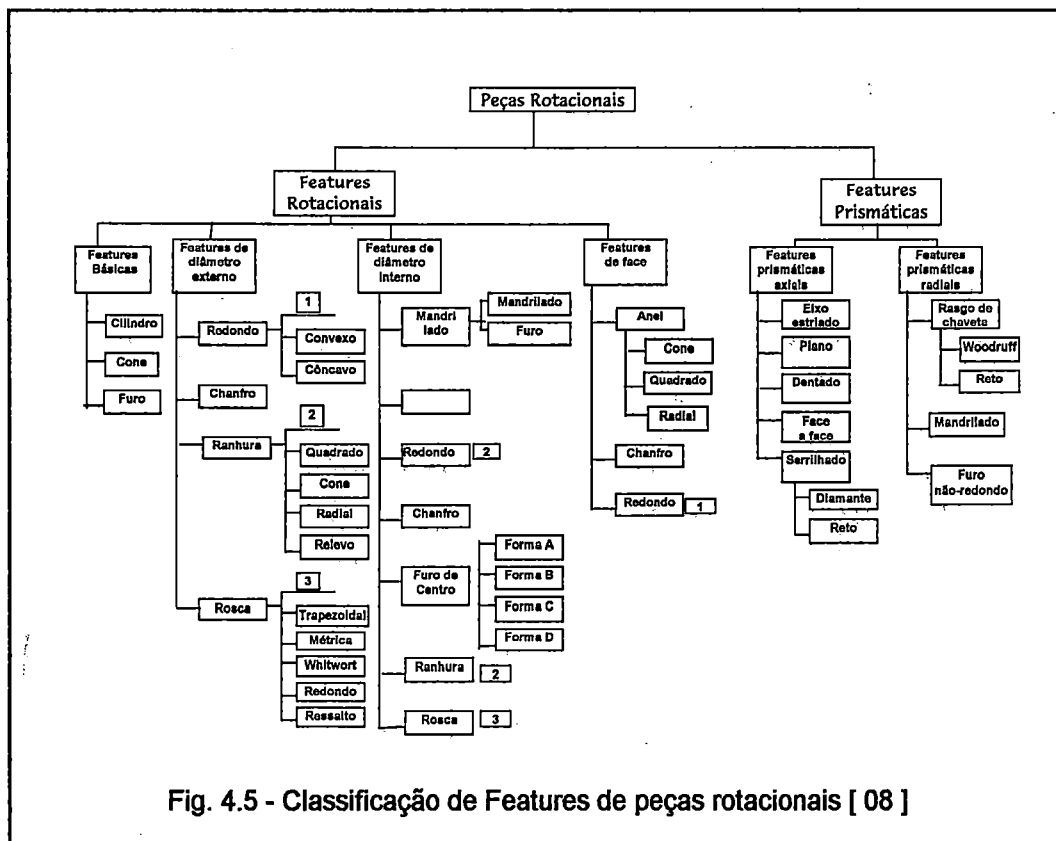 Peças Rotacionais
Features
Rotacionais
Features
Prismáticas
Features
Básicas
Cilindro
Cone
Furo
Features de
diâmetro
externo
Redondo
1
Convexo
Côncavo
Chanfro
Ranhura
2
Quadrado
Cone
Radial
Relevo
Rosca
3
Trapezoidal
Métrica
Whitwort
Redondo
Ressalto
Features de
diâmetro
Interno
Mandri
lado
Mandrilado
Furo
Redondo
2
Chanfro
Furo de
Centro
Forma A
Forma B
Forma C
Forma D
Ranhura
2
Rosca
3
Features
de face
Anel
Cone
Quadrado
Radial
Chanfro
Redondo
1
Features
prismáticas
axiais
Eixo
estriado
Plano
Dentado
Face
a face
Serrilhado
Diamante
Reto
Features
prismáticas
radiais
Rasgo de
chaveta
Woodruff
Reto
Mandrilado
Furo
não-redondo
Fig. 4.5 - Classificação de Features de peças rotacionais [ 08 ]